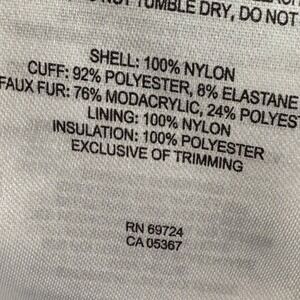 NOT TUMBLE DRY, DO NOT
SHELL: 100% NYLON
CUFF: 92% POLYESTER, 8% ELASTANE
FAUX FUR: 76% MODACRYLIC, 24% POLYEST
LINING: 100% NYLON
INSULATION: 100% POLYESTER
EXCLUSIVE OF TRIMMING
RN 69724
CA 05367